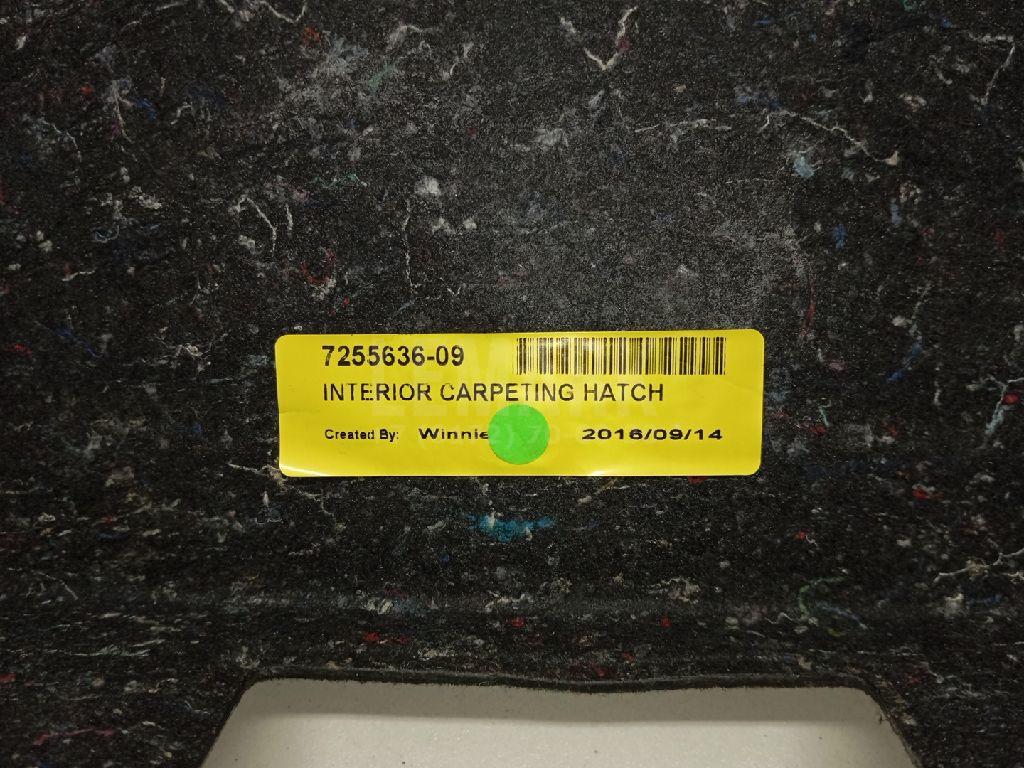 7255636-09
INTERIOR CARPETING HATCH
Created By: Winnie 2016/09/14